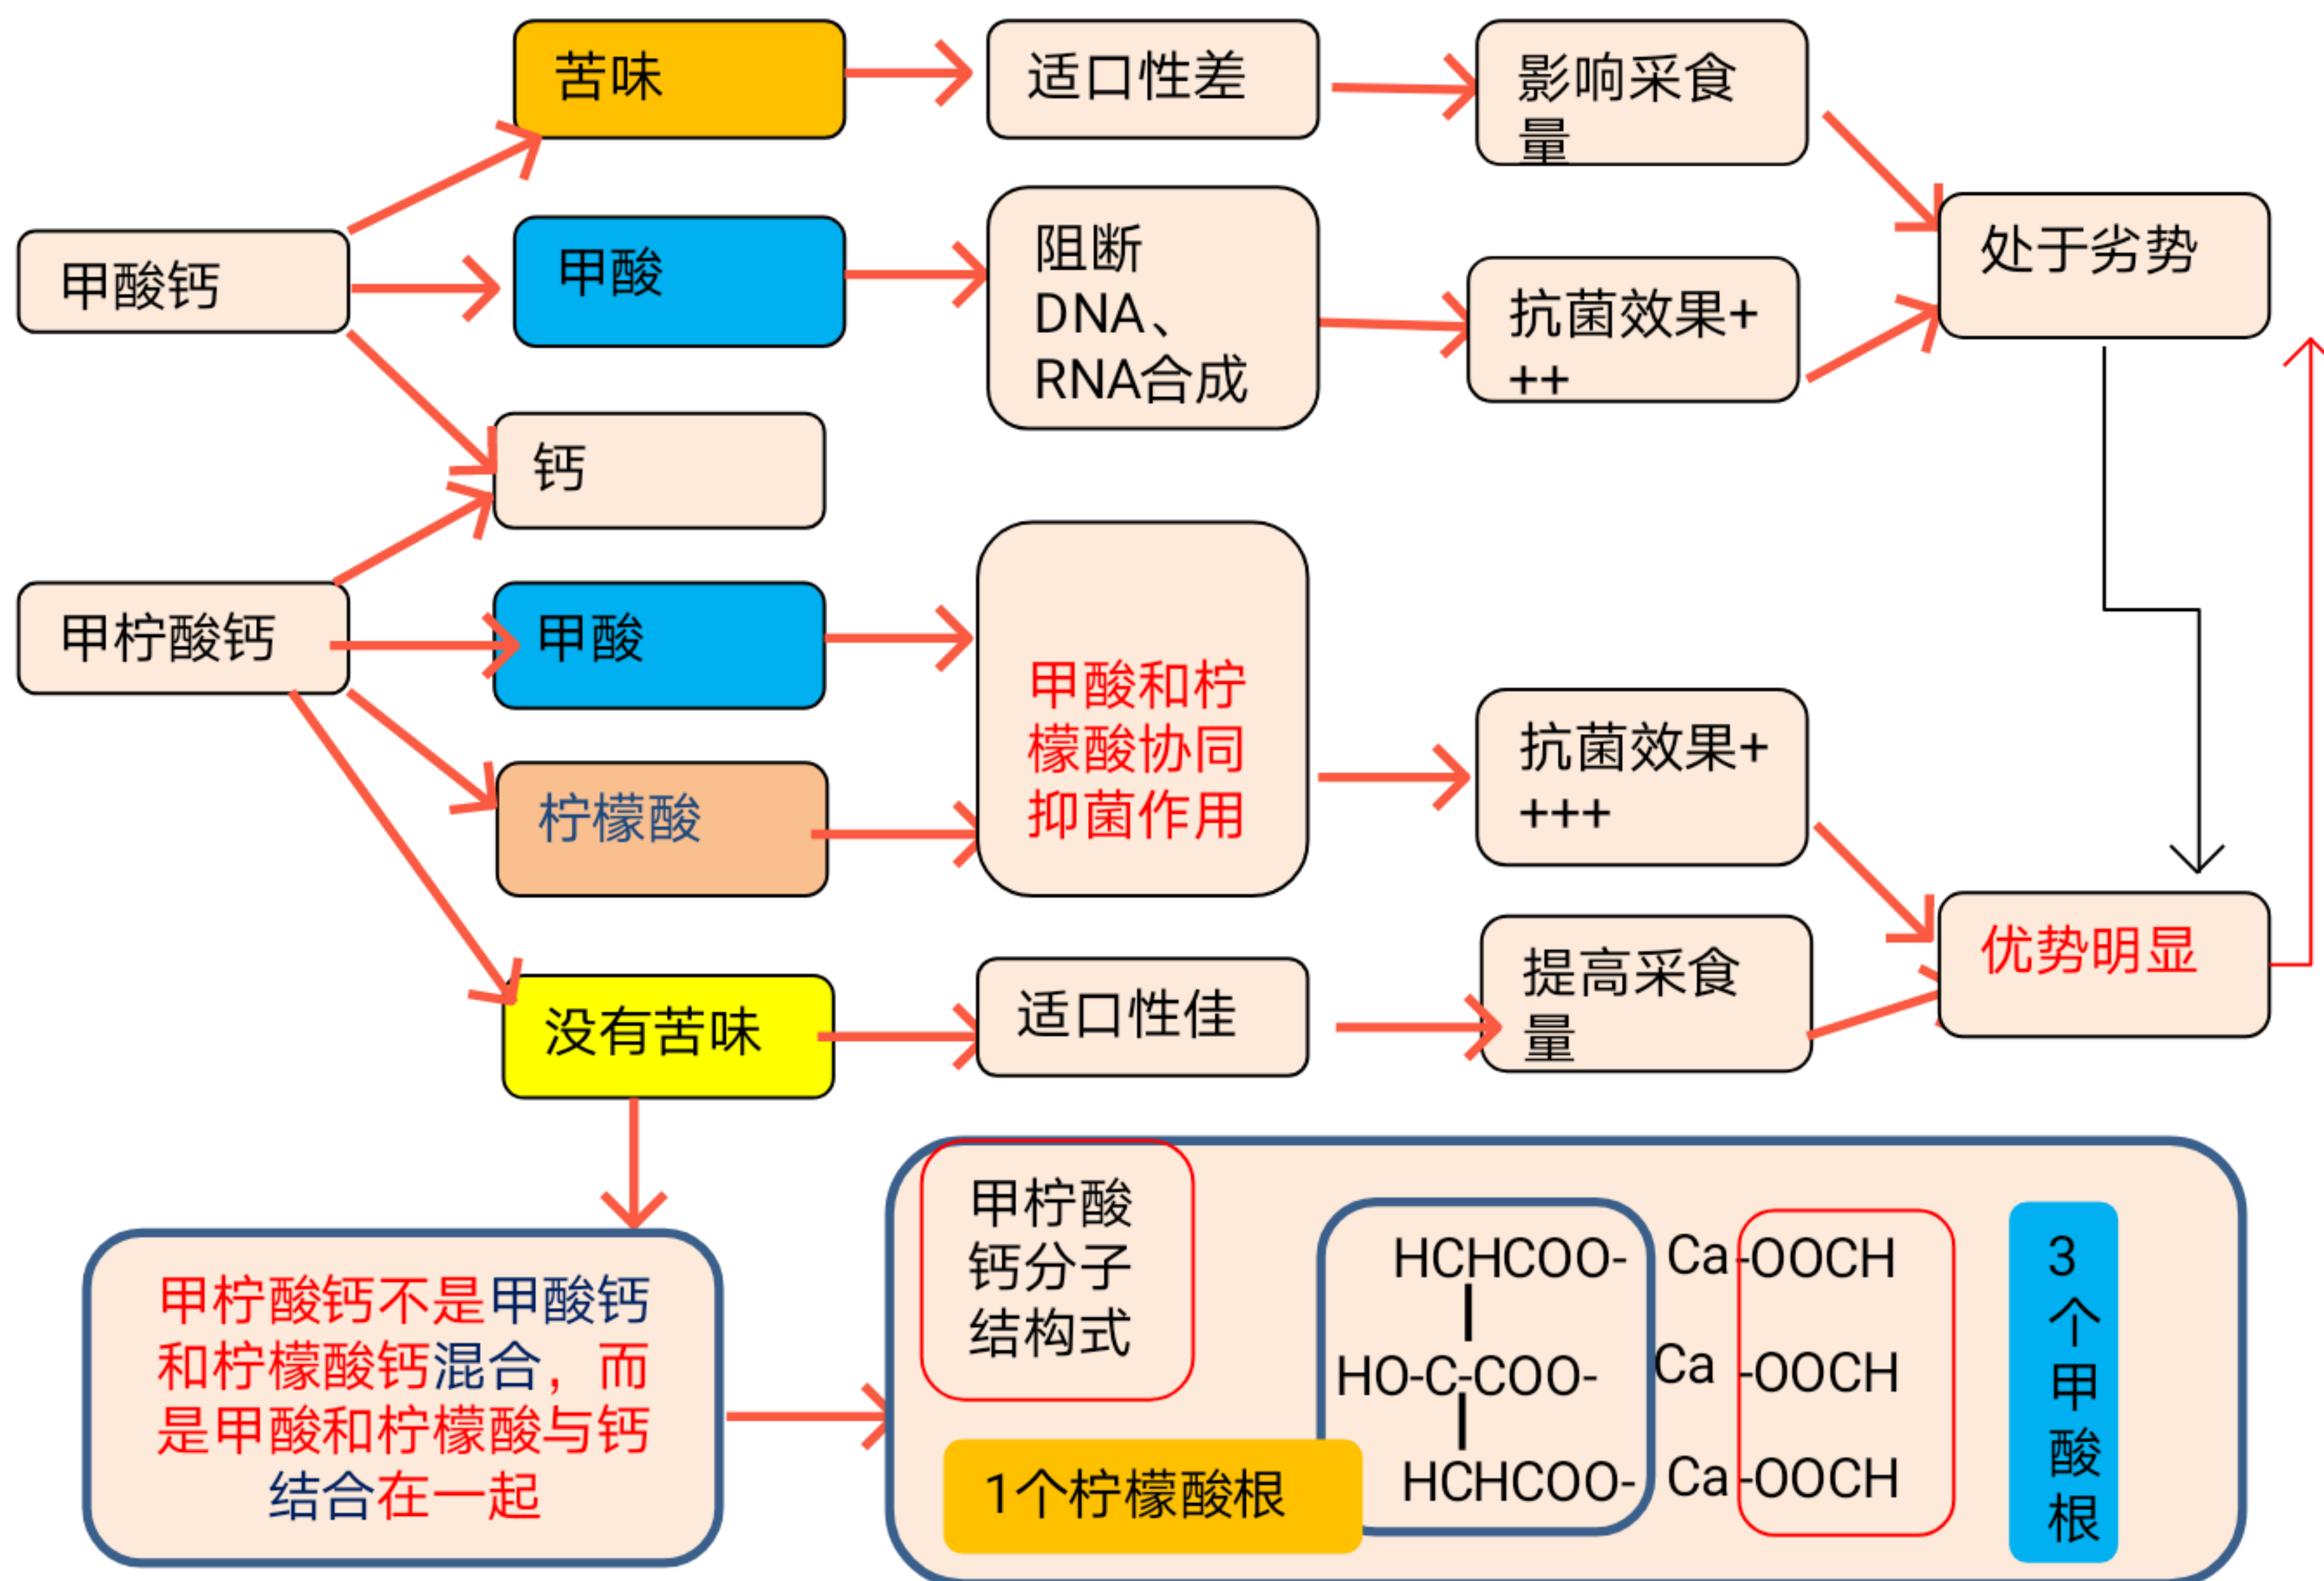 苦味
适口性差
影响采食
量
甲酸钙
甲酸
阻断
DNA、
RNA合成
抗菌效果+
++
处于劣势
钙
甲柠酸钙
甲酸
柠檬酸
甲酸和柠
檬酸协同
抑菌作用
抗菌效果+
+++
没有苦味
适口性佳
提高采食
量
优势明显
甲柠酸钙不是甲酸钙
和柠檬酸钙混合，而
是甲酸和柠檬酸与钙
结合在一起
甲柠酸
钙分子
结构式
1个柠檬酸根
HCHCOO- Ca -OOCH
HO-C-COO- Ca -OOCH
HCHCOO- Ca -OOCH
3
个
甲
酸
根